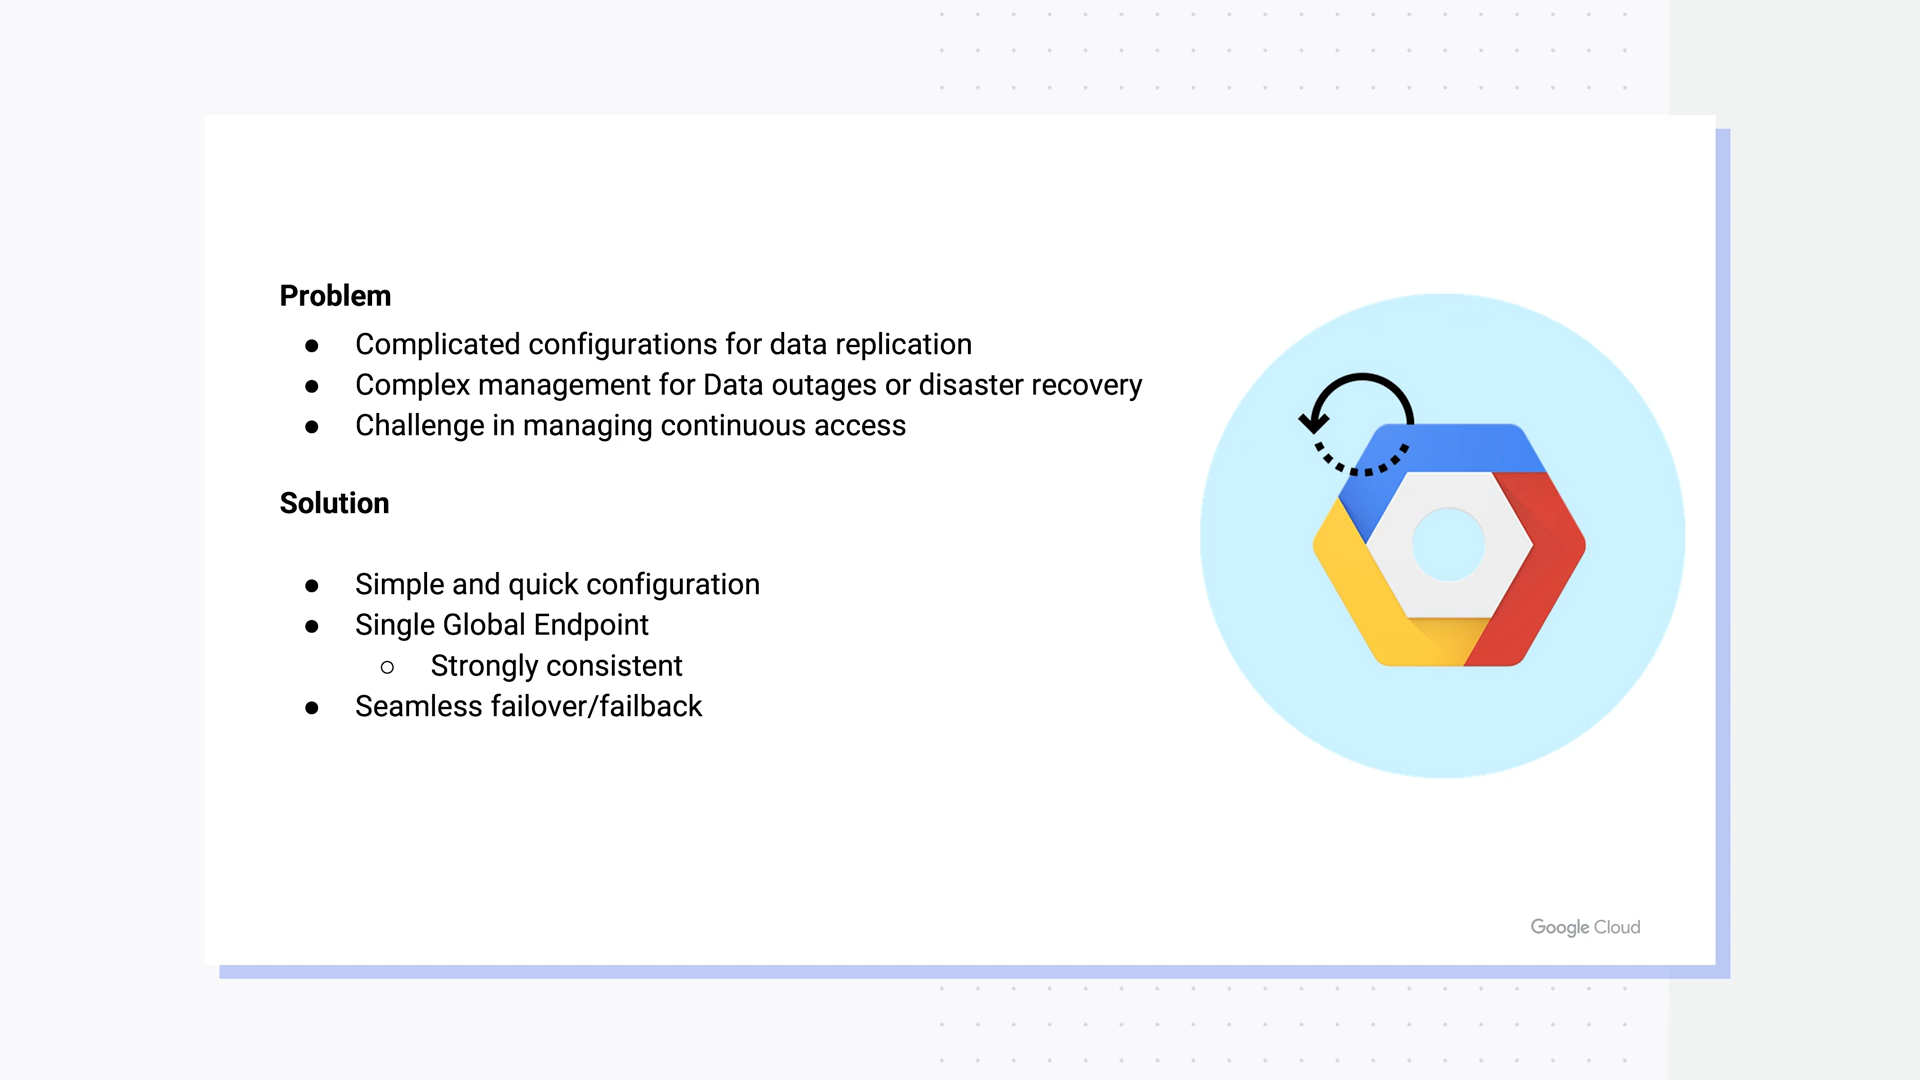 Problem
● Complicated configurations for data replication
● Complex management for Data outages or disaster recovery
● Challenge in managing continuous access
Solution
● Simple and quick configuration
● Single Global Endpoint
○ Strongly consistent
● Seamless failover/failback
Google Cloud